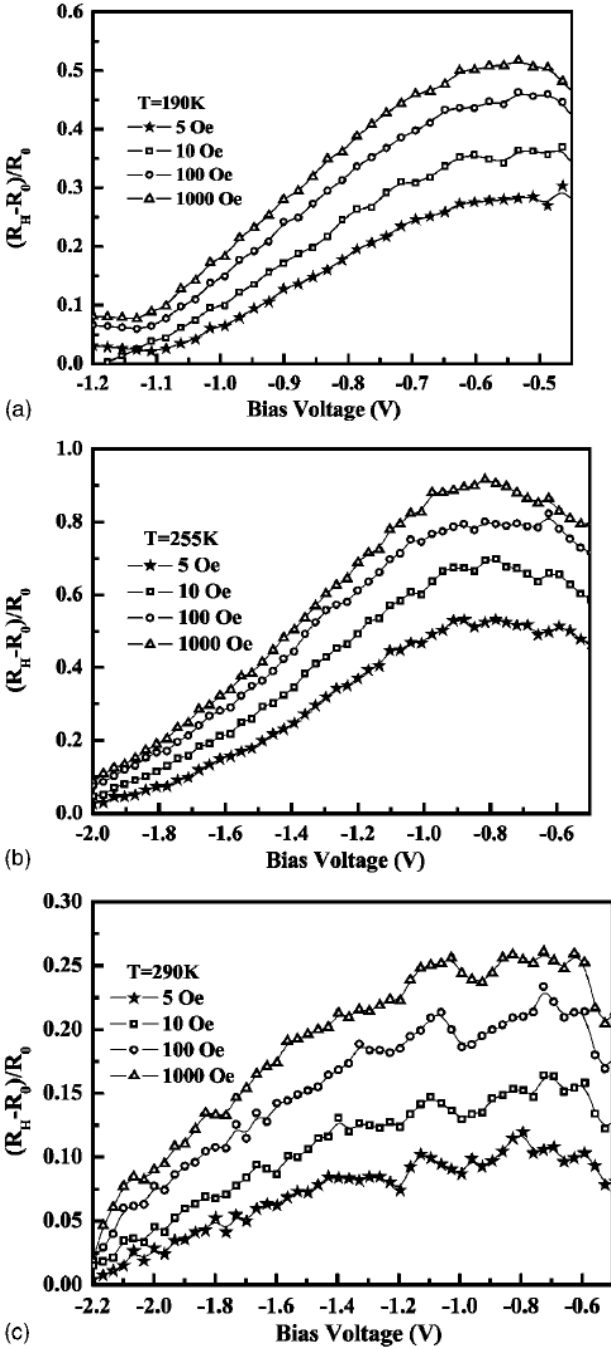 0.6
0.5
0.4
0.3
0.2
0.1
0.0
(R_H-R_0)/R_0
T=190K
5 Oe
10 Oe
100 Oe
1000 Oe
-1.2 -1.1 -1.0 -0.9 -0.8 -0.7 -0.6 -0.5
Bias Voltage (V)
(a)
1.0
0.8
0.6
0.4
0.2
0.0
(R_H-R_0)/R_0
T=255K
5 Oe
10 Oe
100 Oe
1000 Oe
-2.0 -1.8 -1.6 -1.4 -1.2 -1.0 -0.8 -0.6
Bias Voltage (V)
(b)
0.30
0.25
0.20
0.15
0.10
0.05
0.00
(R_H-R_0)/R_0
T=290K
5 Oe
10 Oe
100 Oe
1000 Oe
-2.2 -2.0 -1.8 -1.6 -1.4 -1.2 -1.0 -0.8 -0.6
Bias Voltage (V)
(c)